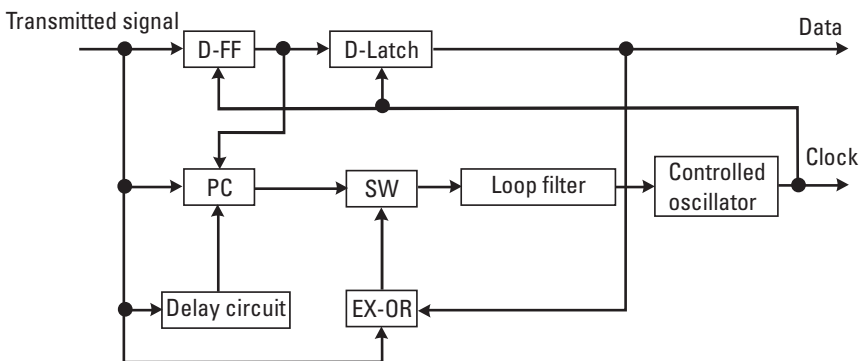 Transmitted signal
Data
D-FF
D-Latch
Clock
PC
SW
Loop filter
Controlled
oscillator
Delay circuit
EX-OR